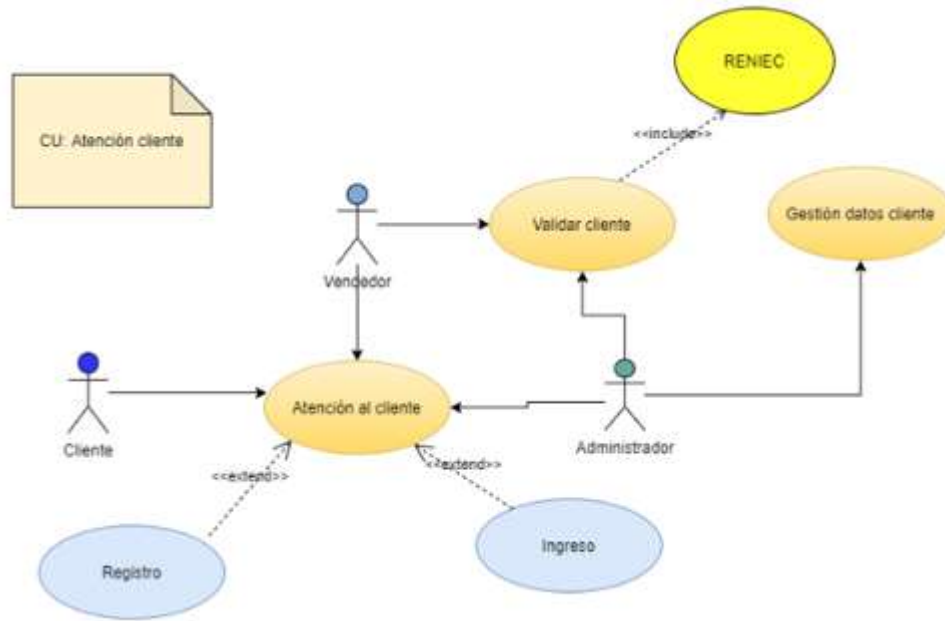 RENIEC
<<include>>
CU: Atención cliente
Validar cliente
Gestión datos cliente
Vendedor
Atención al cliente
Cliente
Administrador
<<extend>>
<<extend>>
Registro
Ingreso